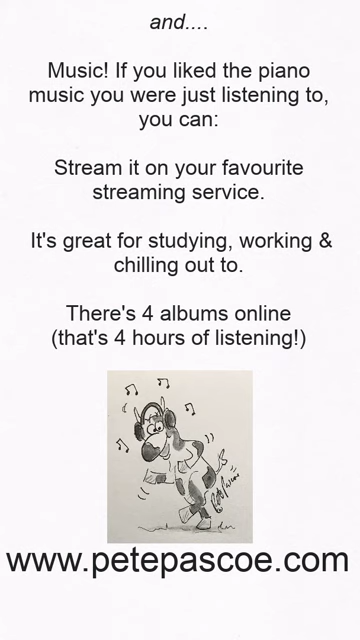 and....
Music! If you liked the piano
music you were just listening to,
you can:
Stream it on your favourite
streaming service.
It's great for studying, working &
chilling out to.
There's 4 albums online
(that's 4 hours of listening!)
Pete Pascoe
www.petepascoe.com